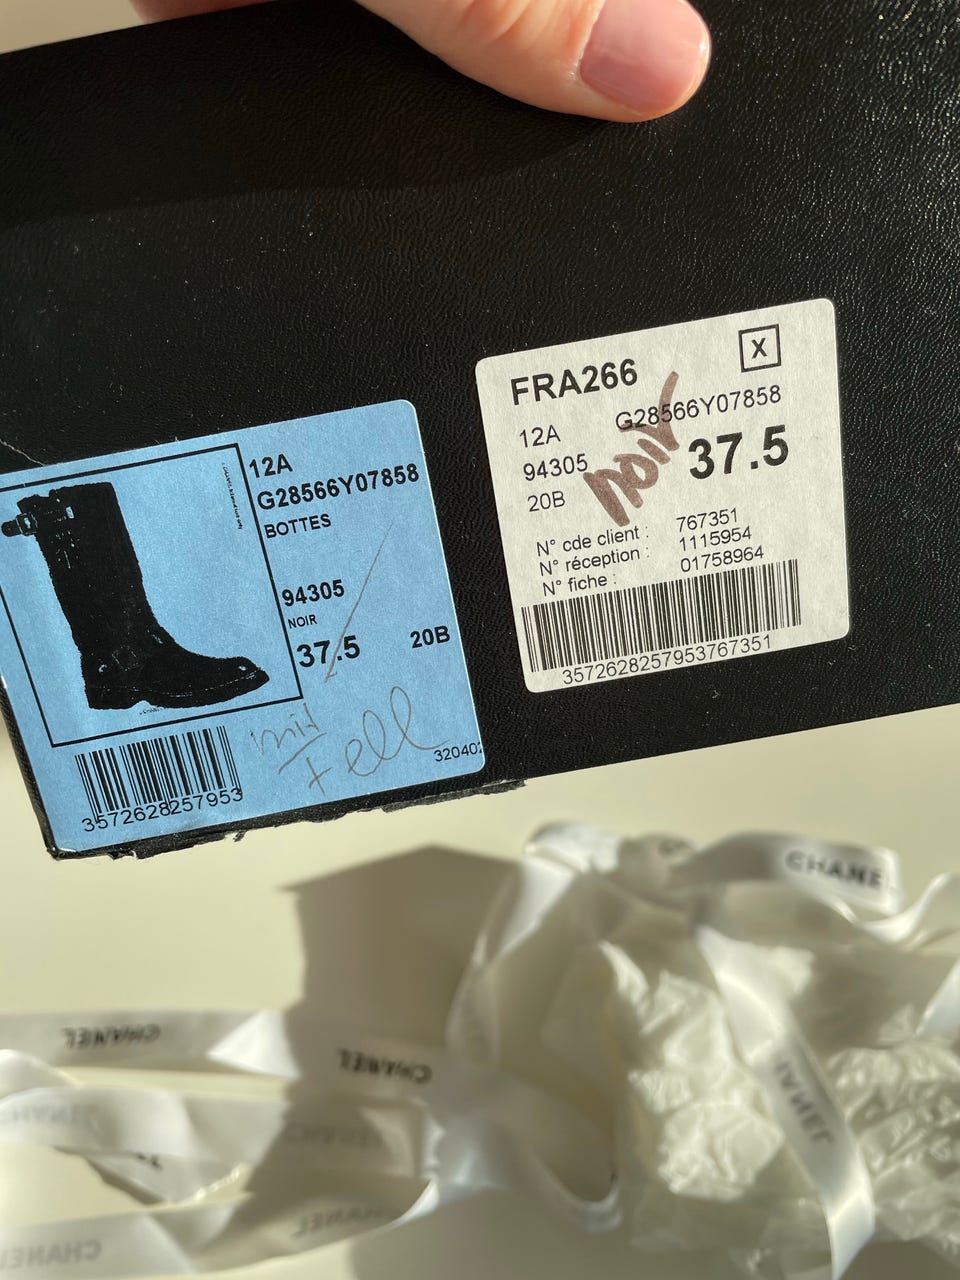 12A
G28566Y07858
BOTTES
94305
NOIR
37.5 20B
3572628257953
FRA266 X
12A G28566Y07858
94305 37.5
20B
noir
N° cde client : 767351
N° réception : 1115954
N° fiche : 01758964
3572628257953767351
CHANEL
CHANEL
CHANEL
CHANEL